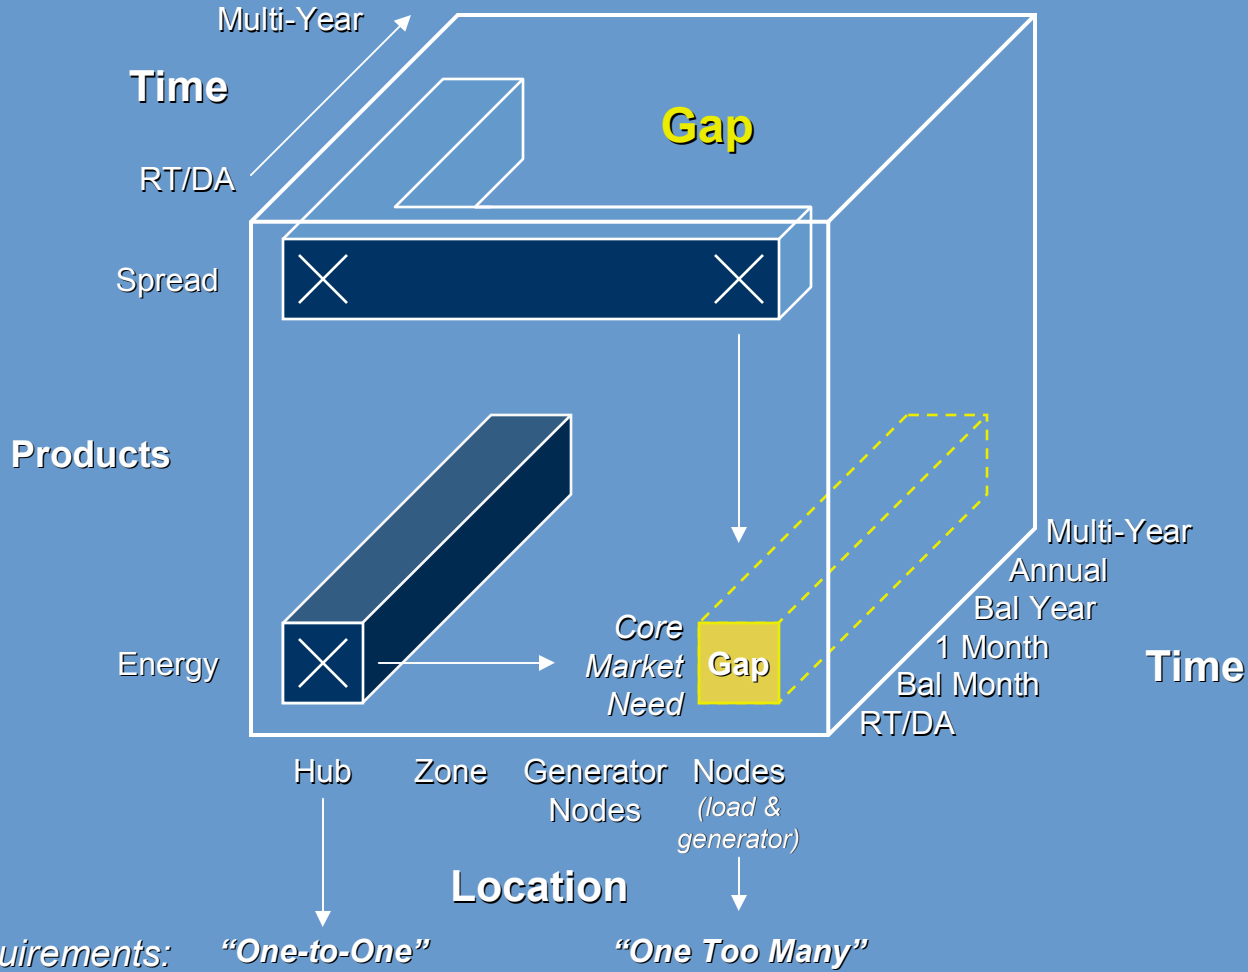 Multi-Year
Time
Gap
RT/DA
Spread
Products
Multi-Year
Annual
Bal Year
Core
Market
Need
Gap
1 Month
Energy
Time
Bal Month
RT/DA
Hub
Zone
Generator
Nodes
Nodes
(load &
generator)
Location
uirements:
“One-to-One”
“One Too Many”